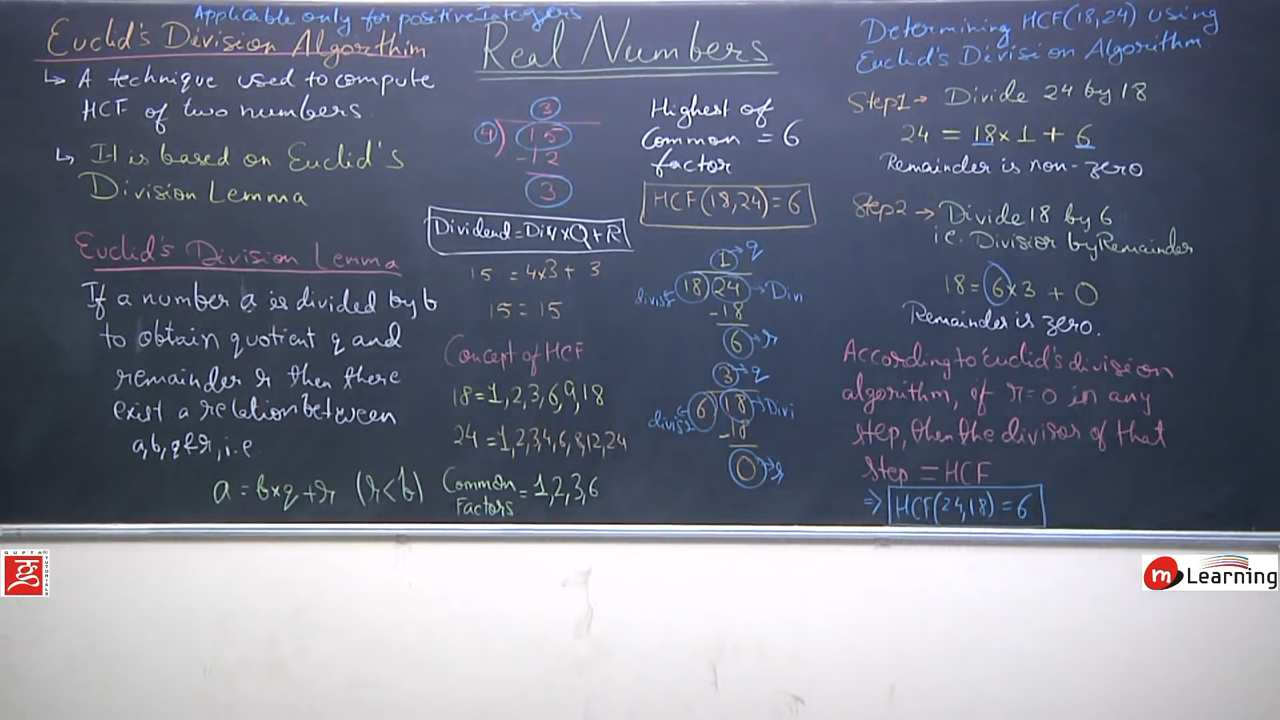 Applicable only for positive Integers
Euclid's Division Algorithim
↳ A technique used to compute
HCF of two numbers
↳ It is based on Euclid's
Division Lemma
Euclid's Division Lemma
If a number a is divided by b
to obtain quotient q and
remainder r then there
exist a relation between
a, b, q & r, i.e
a = b×q + r (r < b)
Real Numbers
3
4) 15
-12
3
Dividend = Div × Q + R
15 = 4×3 + 3
15 = 15
Concept of HCF
18 = 1, 2, 3, 6, 9, 18
24 = 1, 2, 3, 4, 6, 8, 12, 24
Common
Factors = 1, 2, 3, 6
Highest of
Common = 6
factor
HCF(18,24) = 6
1 → q
18) 24 → Divi
-18
6 → r
3 → q
6) 18 → Divi
-18
0 → r
Determining HCF(18,24) using
Euclid's Division Algorithm
Step1 → Divide 24 by 18
24 = 18×1 + 6
Remainder is non-zero
Step2 → Divide 18 by 6
i.e. Divisior by Remainder
18 = 6×3 + 0
Remainder is zero.
According to Euclid's division
algorithm, if r=0 in any
step, then the divisor of that
step = HCF
⇒ HCF(24,18) = 6
GUPTA
TUTORIALS
m Learning